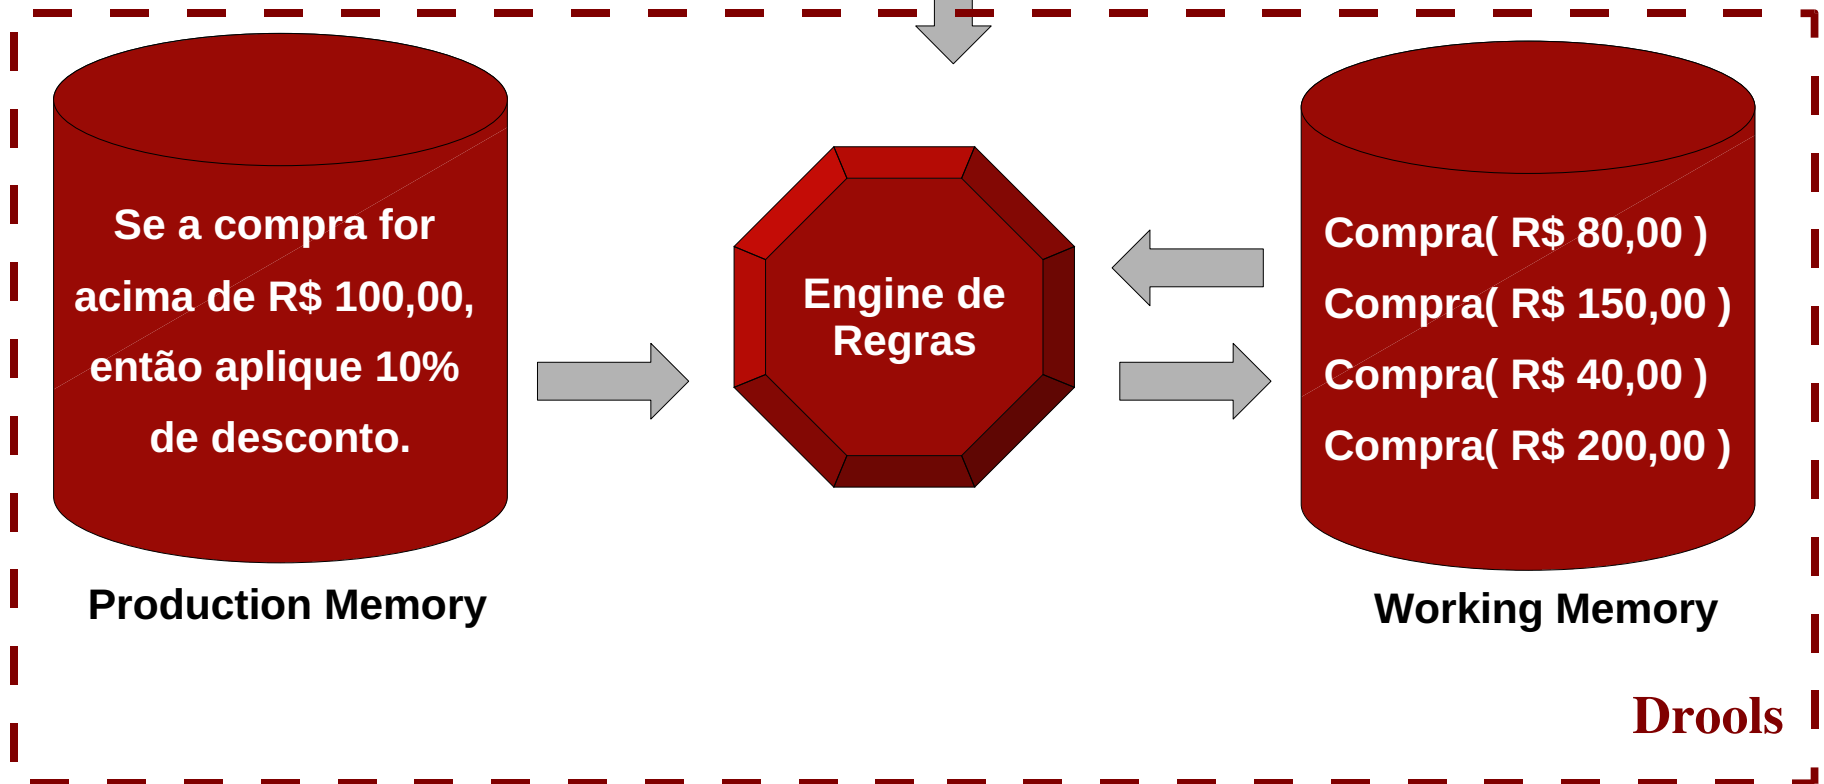 Se a compra for
acima de R$ 100,00,
então aplique 10%
de desconto.
Production Memory
Engine de
Regras
Compra( R$ 80,00 )
Compra( R$ 150,00 )
Compra( R$ 40,00 )
Compra( R$ 200,00 )
Working Memory
Drools